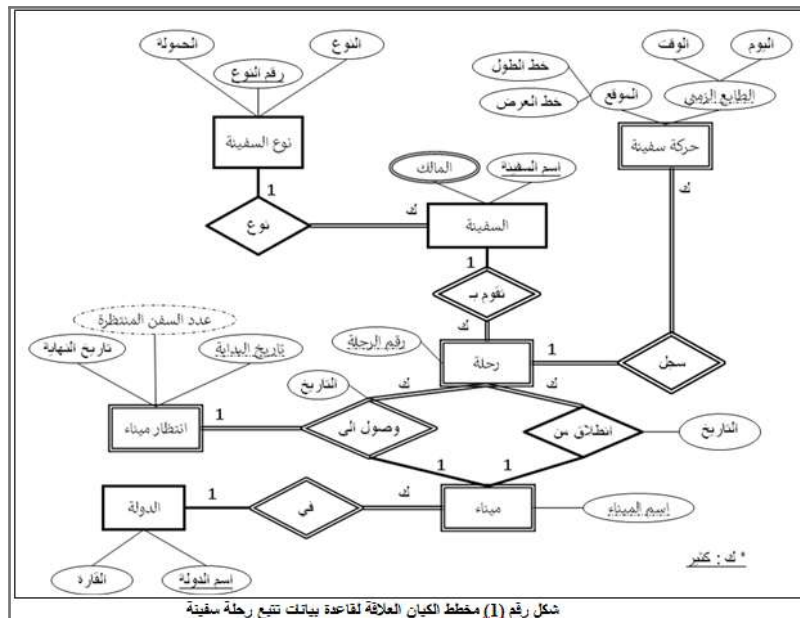 الحمولة
رقم النوع
النوع
نوع السفينة
1
نوع
ك
خط الطول
خط العرض
الموقع
الوقت
اليوم
الطابع الزمني
حركة سفينة
ك
المالك
اسم السفينة
السفينة
1
تقوم بـ
ك
رقم الرحلة
رحلة
1
سجل
عدد السفن المنتظرة
تاريخ النهاية
تاريخ البداية
انتظار ميناء
1
التاريخ
ك
وصول الى
1
ك
انطلاق من
1
التاريخ
الدولة
1
في
ك
ميناء
اسم الميناء
القارة
اسم الدولة
* ك : كثير
شكل رقم (1) مخطط الكيان العلاقة لقاعدة بيانات تتبع رحلة سفينة